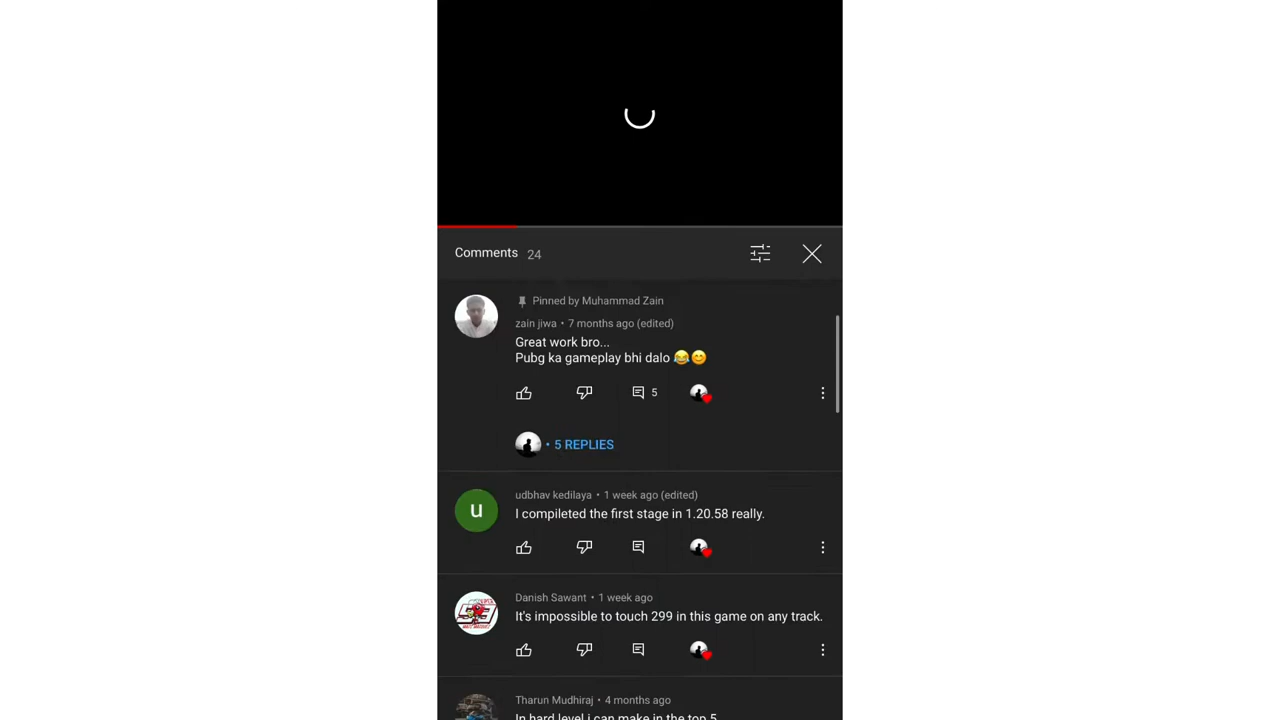 Comments 24
Pinned by Muhammad Zain
zain jiwa • 7 months ago (edited)
Great work bro...
Pubg ka gameplay bhi dalo 😂😊
5
• 5 REPLIES
u
udbhav kedilaya • 1 week ago (edited)
I compileted the first stage in 1.20.58 really.
Danish Sawant • 1 week ago
It's impossible to touch 299 in this game on any track.
Tharun Mudhiraj • 4 months ago
In hard level i can make in the top 5